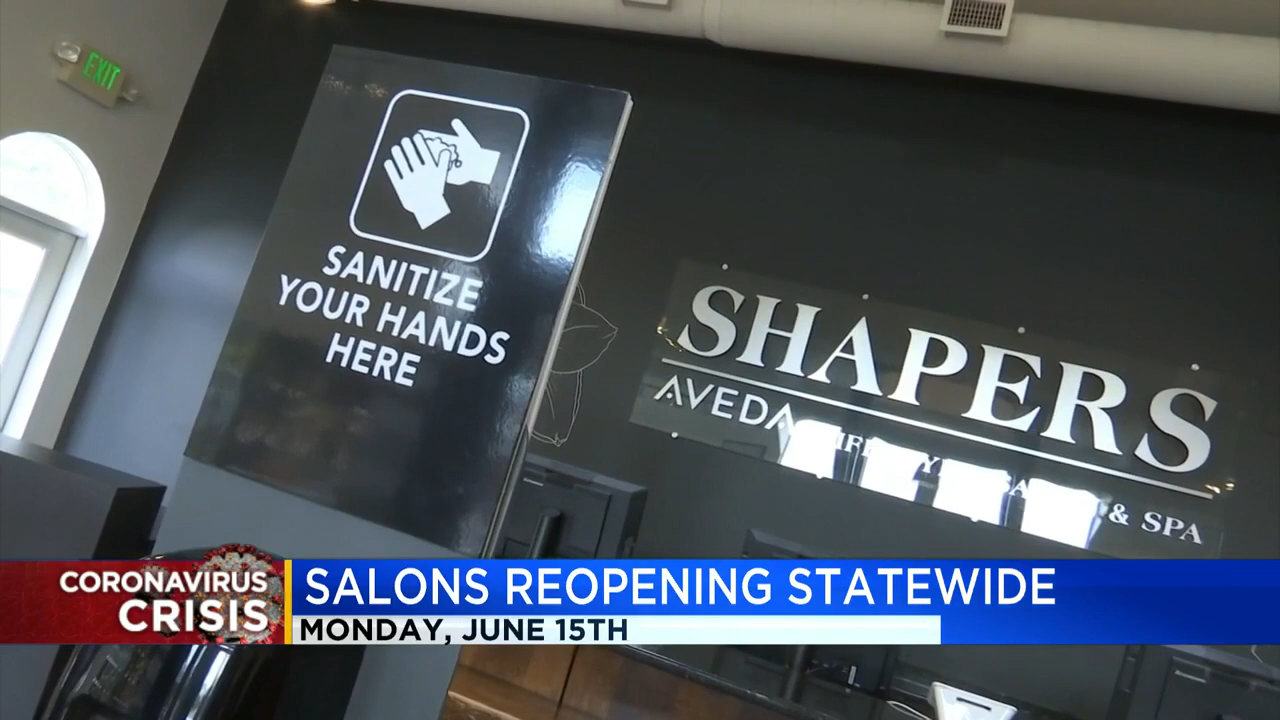 EXIT
SANITIZE
YOUR HANDS
HERE
SHAPERS
AVEDA
& SPA
CORONAVIRUS
CRISIS
SALONS REOPENING STATEWIDE
MONDAY, JUNE 15TH